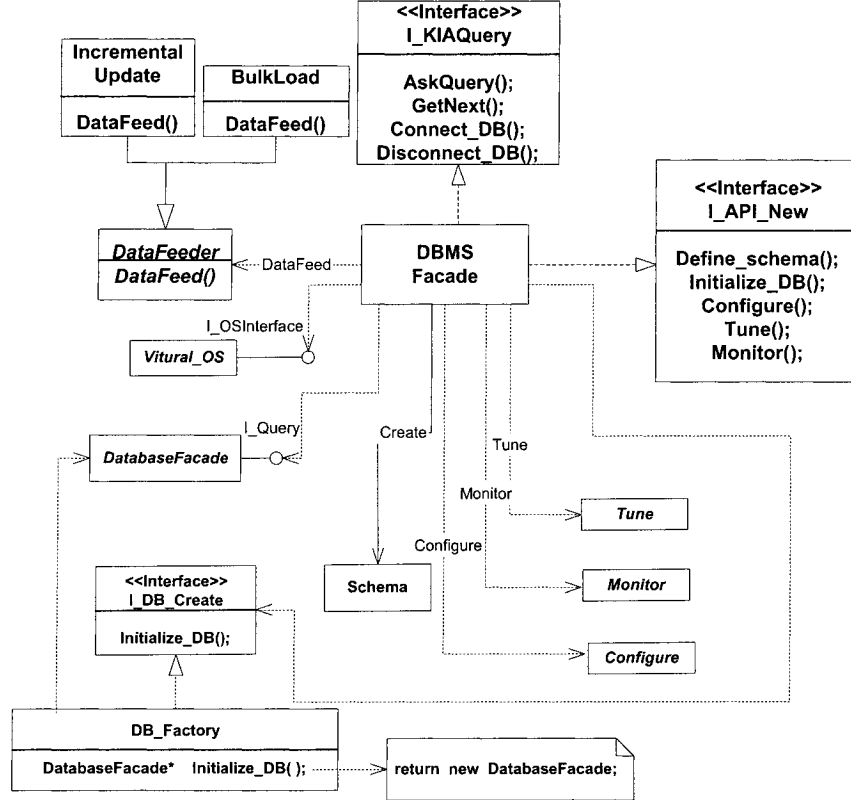 <<Interface>>
I_KIAQuery
AskQuery();
GetNext();
Connect_DB();
Disconnect_DB();
Incremental
Update
DataFeed()
BulkLoad
DataFeed()
<<Interface>>
I_API_New
Define_schema();
Initialize_DB();
Configure();
Tune();
Monitor();
DataFeeder
DataFeed()
DataFeed
DBMS
Facade
I_OSInterface
Vitural_OS
I_Query
DatabaseFacade
Create
Tune
Monitor
Configure
Tune
Schema
Monitor
Configure
<<Interface>>
I_DB_Create
Initialize_DB();
DB_Factory
DatabaseFacade* Initialize_DB( );
return new DatabaseFacade;